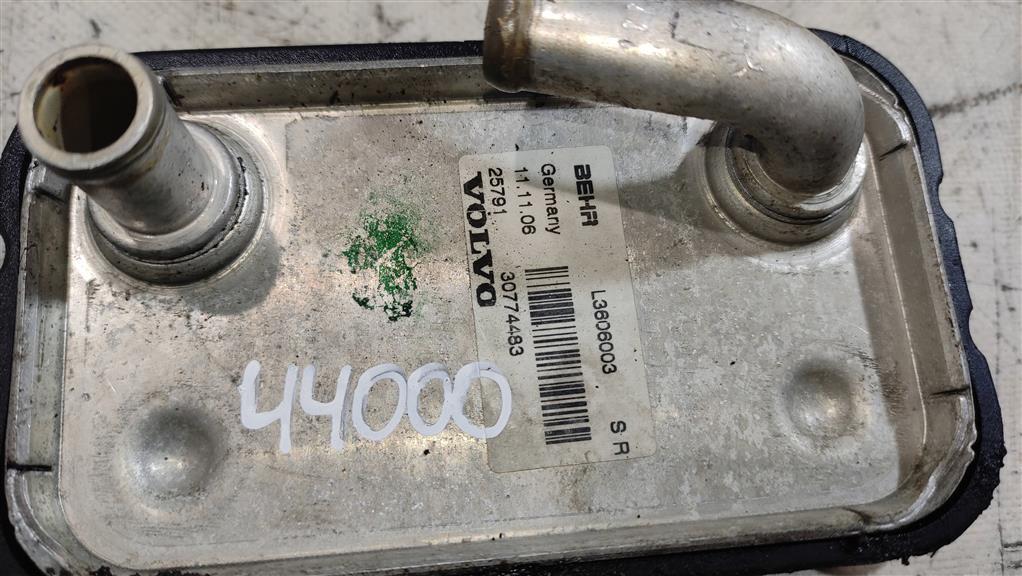 BEHR
Germany
11.11.06
25791
VOLVO
L3606003
30774483
S R
44000